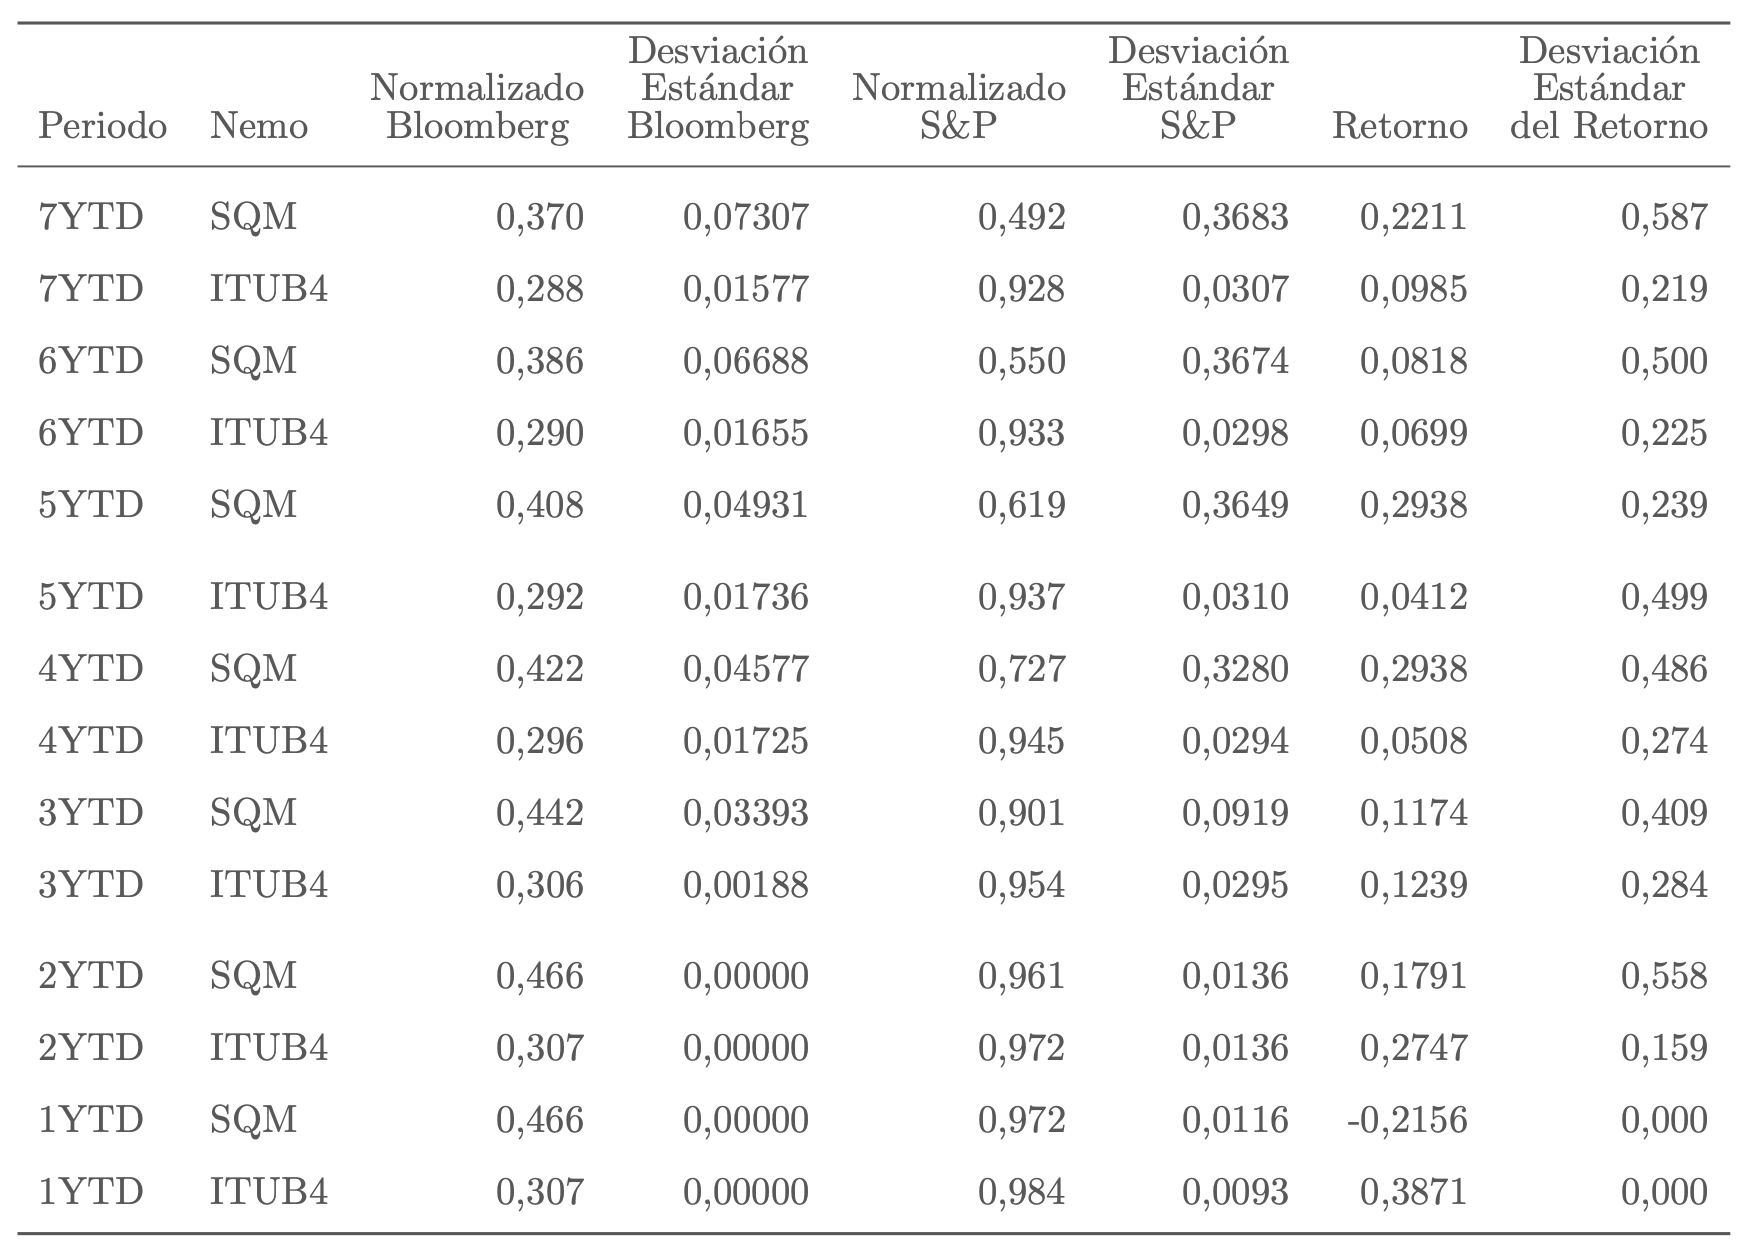 Desviación Desviación Desviación
Normalizado Estándar Normalizado Estándar Estándar
Periodo Nemo Bloomberg Bloomberg S&P S&P Retorno del Retorno
7YTD SQM 0,370 0,07307 0,492 0,3683 0,2211 0,587
7YTD ITUB4 0,288 0,01577 0,928 0,0307 0,0985 0,219
6YTD SQM 0,386 0,06688 0,550 0,3674 0,0818 0,500
6YTD ITUB4 0,290 0,01655 0,933 0,0298 0,0699 0,225
5YTD SQM 0,408 0,04931 0,619 0,3649 0,2938 0,239
5YTD ITUB4 0,292 0,01736 0,937 0,0310 0,0412 0,499
4YTD SQM 0,422 0,04577 0,727 0,3280 0,2938 0,486
4YTD ITUB4 0,296 0,01725 0,945 0,0294 0,0508 0,274
3YTD SQM 0,442 0,03393 0,901 0,0919 0,1174 0,409
3YTD ITUB4 0,306 0,00188 0,954 0,0295 0,1239 0,284
2YTD SQM 0,466 0,00000 0,961 0,0136 0,1791 0,558
2YTD ITUB4 0,307 0,00000 0,972 0,0136 0,2747 0,159
1YTD SQM 0,466 0,00000 0,972 0,0116 -0,2156 0,000
1YTD ITUB4 0,307 0,00000 0,984 0,0093 0,3871 0,000